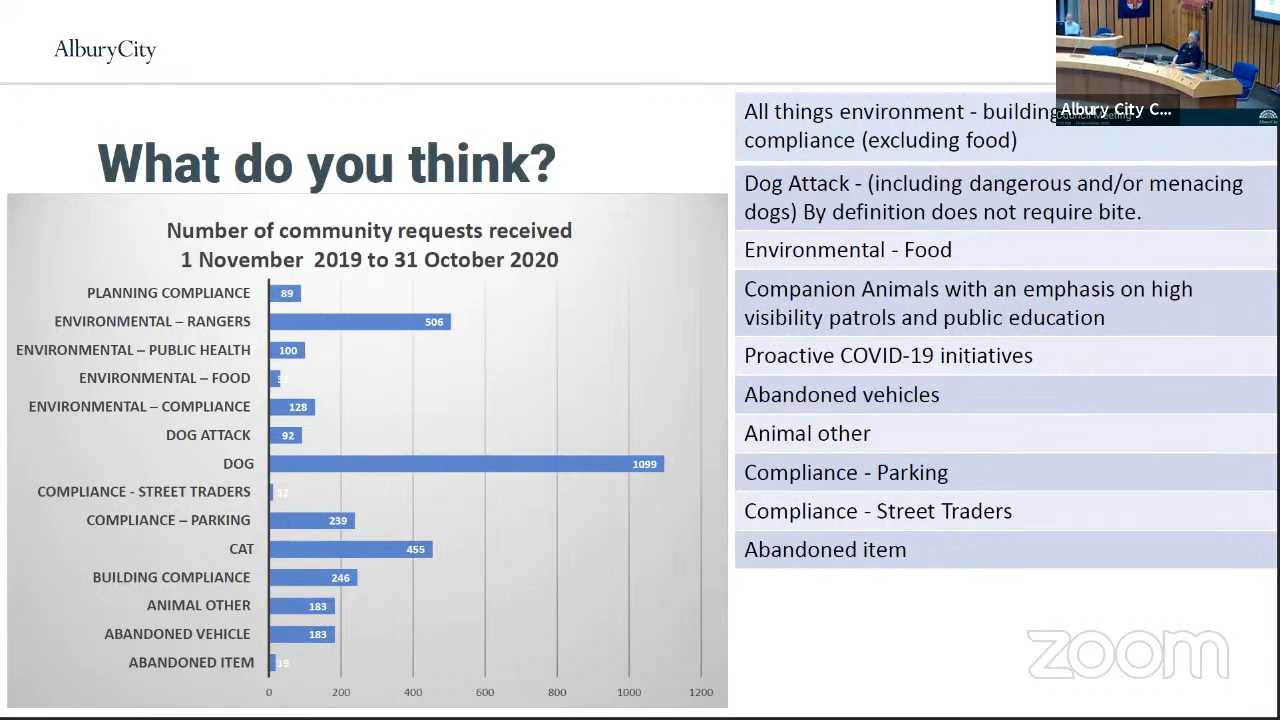 AlburyCity
What do you think?
Number of community requests received
1 November 2019 to 31 October 2020
PLANNING COMPLIANCE 89
ENVIRONMENTAL – RANGERS 506
ENVIRONMENTAL – PUBLIC HEALTH 100
ENVIRONMENTAL – FOOD
ENVIRONMENTAL – COMPLIANCE 128
DOG ATTACK 92
DOG 1099
COMPLIANCE - STREET TRADERS 12
COMPLIANCE – PARKING 239
CAT 455
BUILDING COMPLIANCE 246
ANIMAL OTHER 183
ABANDONED VEHICLE 183
ABANDONED ITEM 19
0 200 400 600 800 1000 1200
Albury City C...
Council Meeting
All things environment - building
compliance (excluding food)
Dog Attack - (including dangerous and/or menacing
dogs) By definition does not require bite.
Environmental - Food
Companion Animals with an emphasis on high
visibility patrols and public education
Proactive COVID-19 initiatives
Abandoned vehicles
Animal other
Compliance - Parking
Compliance - Street Traders
Abandoned item
zoom